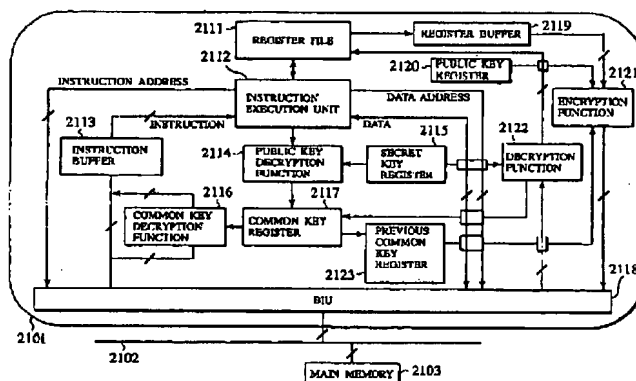 2111
REGISTER FILE
REGISTER BUFFER
2119
2112
2120
PUBLIC KEY
REGISTER
2121
INSTRUCTION ADDRESS
INSTRUCTION
EXECUTION UNIT
DATA ADDRESS
ENCRYPTION
FUNCTION
2113
INSTRUCTION
DATA
2122
INSTRUCTION
BUFFER
2114
PUBLIC KEY
DECRYPTION
FUNCTION
2115
SECRET
KEY
REGISTER
DECRYPTION
FUNCTION
2116
COMMON KEY
DECRYPTION
FUNCTION
2117
COMMON KEY
REGISTER
PREVIOUS
COMMON
KEY
REGISTER
2123
2118
BIU
2101
2102
MAIN MEMORY
2103